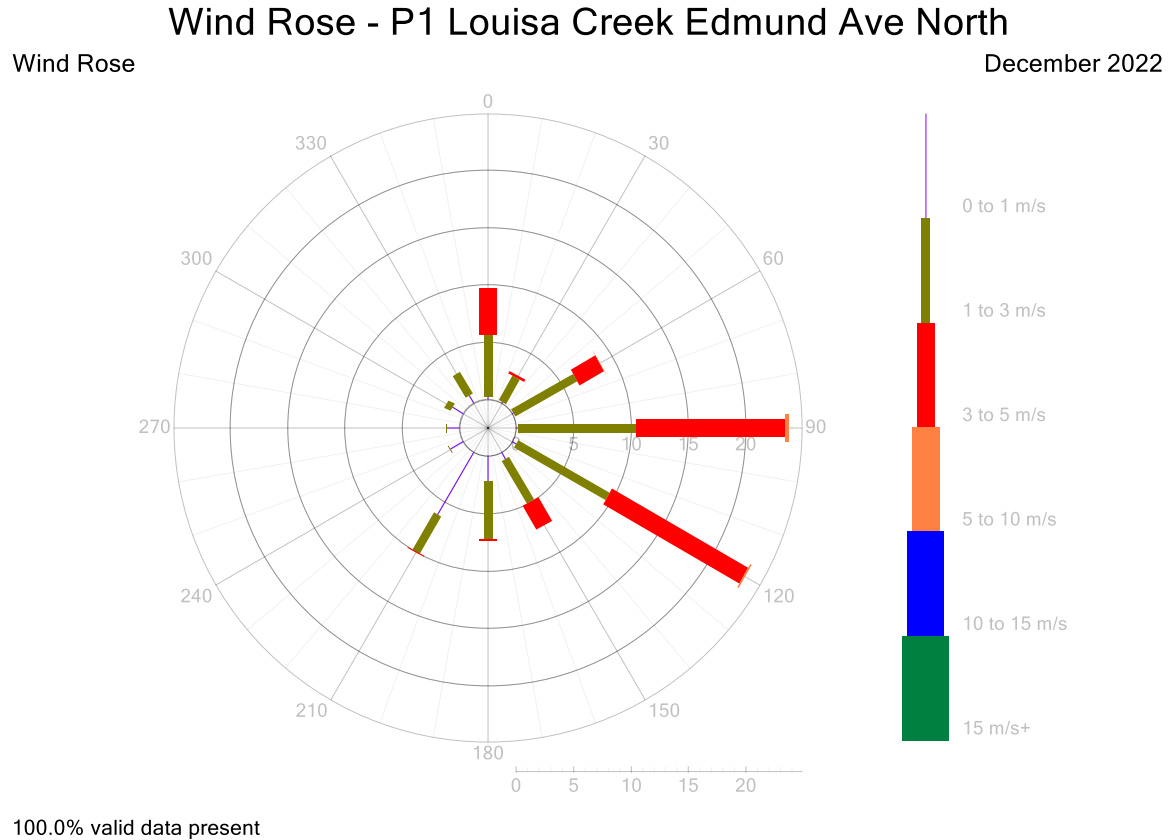 Wind Rose - P1 Louisa Creek Edmund Ave North
Wind Rose
December 2022
0
330
30
300
60
270
90
0 5 10 15 20
240
120
210
150
180
0 5 10 15 20
0 to 1 m/s
1 to 3 m/s
3 to 5 m/s
5 to 10 m/s
10 to 15 m/s
15 m/s+
100.0% valid data present